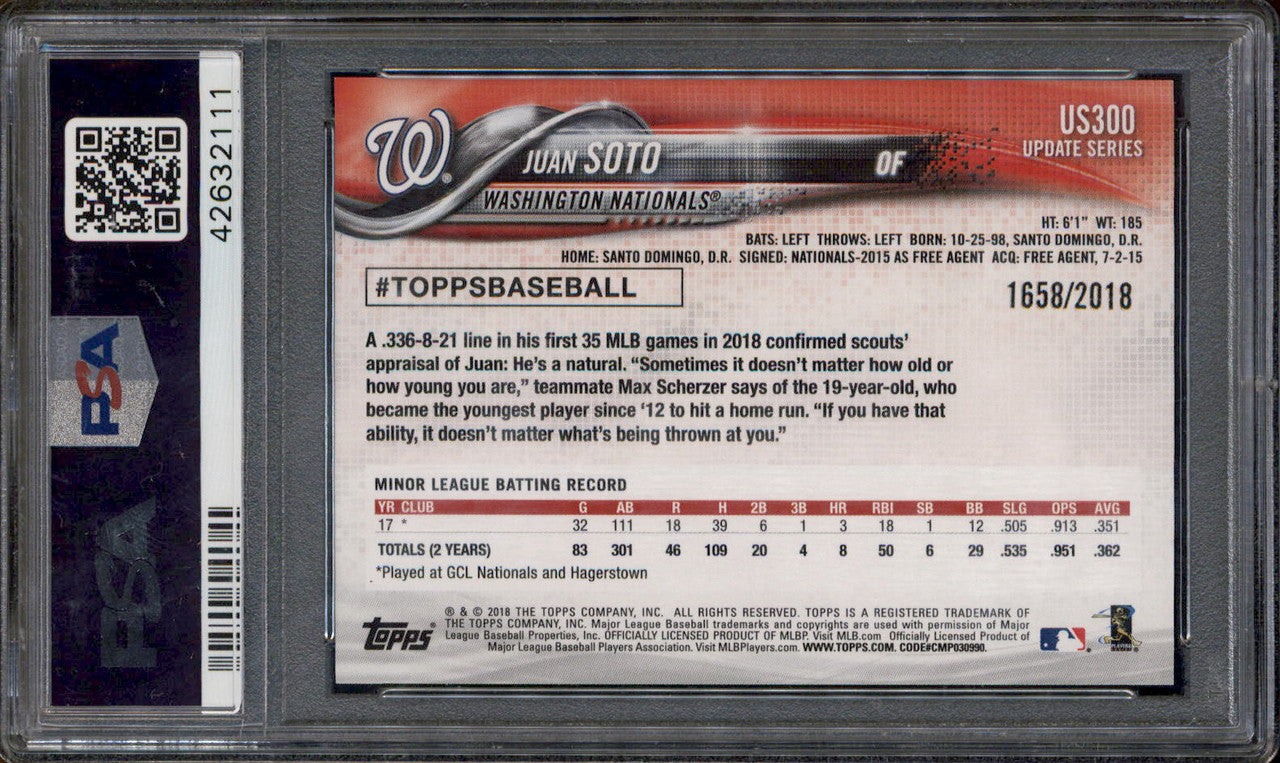 42632111
PSA
PSA
W
JUAN SOTO
OF
WASHINGTON NATIONALS®
US300
UPDATE SERIES
HT: 6'1" WT: 185
BATS: LEFT THROWS: LEFT BORN: 10-25-98, SANTO DOMINGO, D.R.
HOME: SANTO DOMINGO, D.R. SIGNED: NATIONALS-2015 AS FREE AGENT ACQ: FREE AGENT, 7-2-15
#TOPPSBASEBALL
1658/2018
A .336-8-21 line in his first 35 MLB games in 2018 confirmed scouts'
appraisal of Juan: He's a natural. “Sometimes it doesn't matter how old or
how young you are,” teammate Max Scherzer says of the 19-year-old, who
became the youngest player since '12 to hit a home run. “If you have that
ability, it doesn't matter what's being thrown at you.”
MINOR LEAGUE BATTING RECORD
YR CLUB G AB R H 2B 3B HR RBI SB BB SLG OPS AVG
17 * 32 111 18 39 6 1 3 18 1 12 .505 .913 .351
TOTALS (2 YEARS) 83 301 46 109 20 4 8 50 6 29 .535 .951 .362
*Played at GCL Nationals and Hagerstown
Topps®
® & © 2018 THE TOPPS COMPANY, INC. ALL RIGHTS RESERVED. TOPPS IS A REGISTERED TRADEMARK OF
THE TOPPS COMPANY, INC. Major League Baseball trademarks and copyrights are used with permission of Major
League Baseball Properties, Inc. OFFICIALLY LICENSED PRODUCT OF MLBP. Visit MLB.com Officially Licensed Product of
Major League Baseball Players Association. Visit MLBPlayers.com. WWW.TOPPS.COM. CODE#CMP030990.